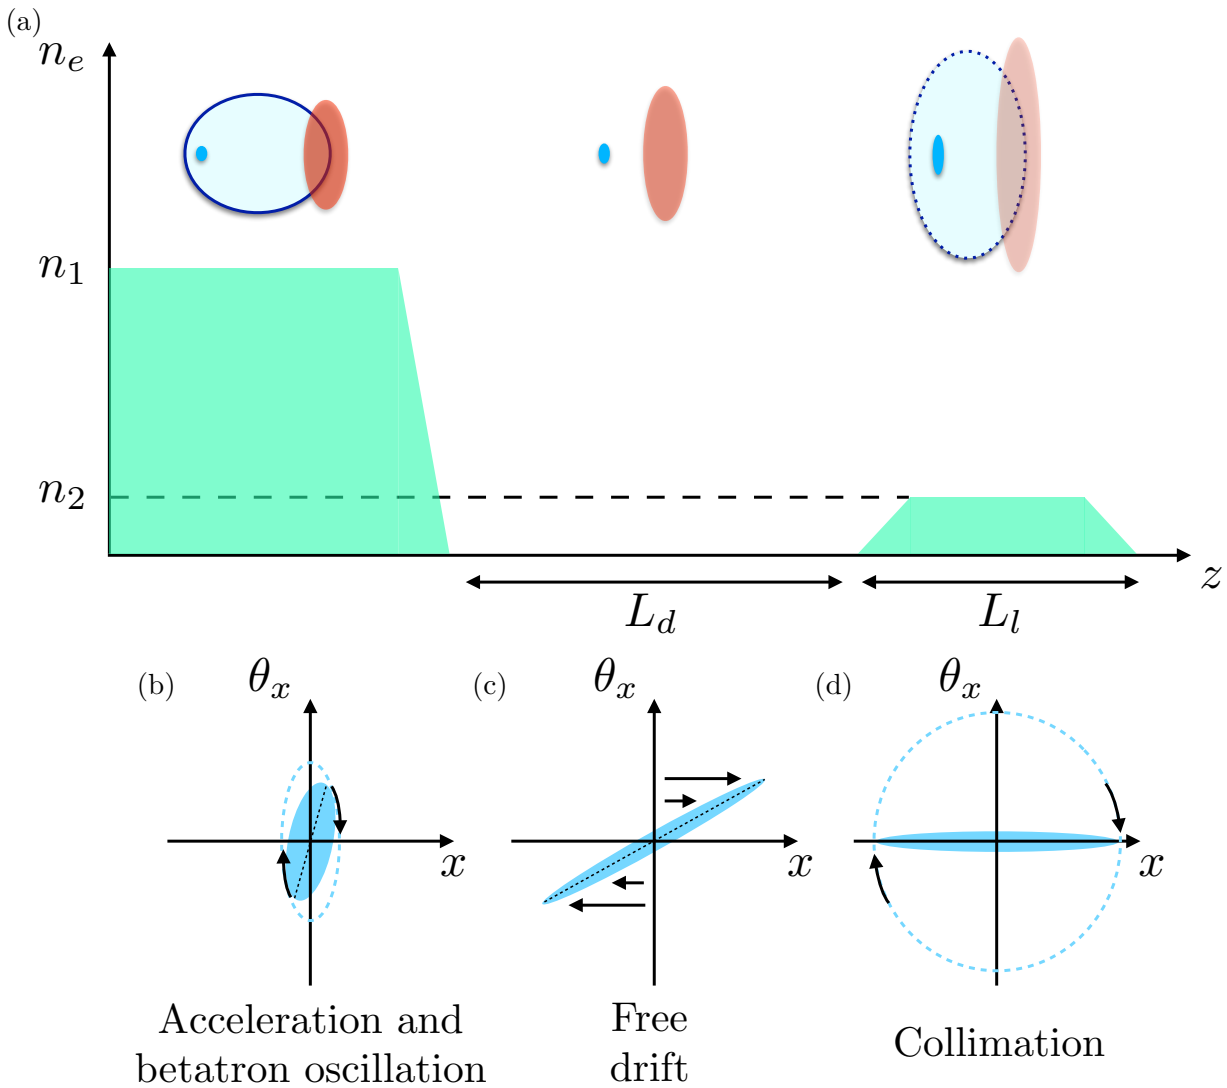 (a)
n_e
n_1
n_2
z
L_d
L_l
(b)
θ_x
x
(c)
θ_x
x
(d)
θ_x
x
Acceleration and
betatron oscillation
Free
drift
Collimation